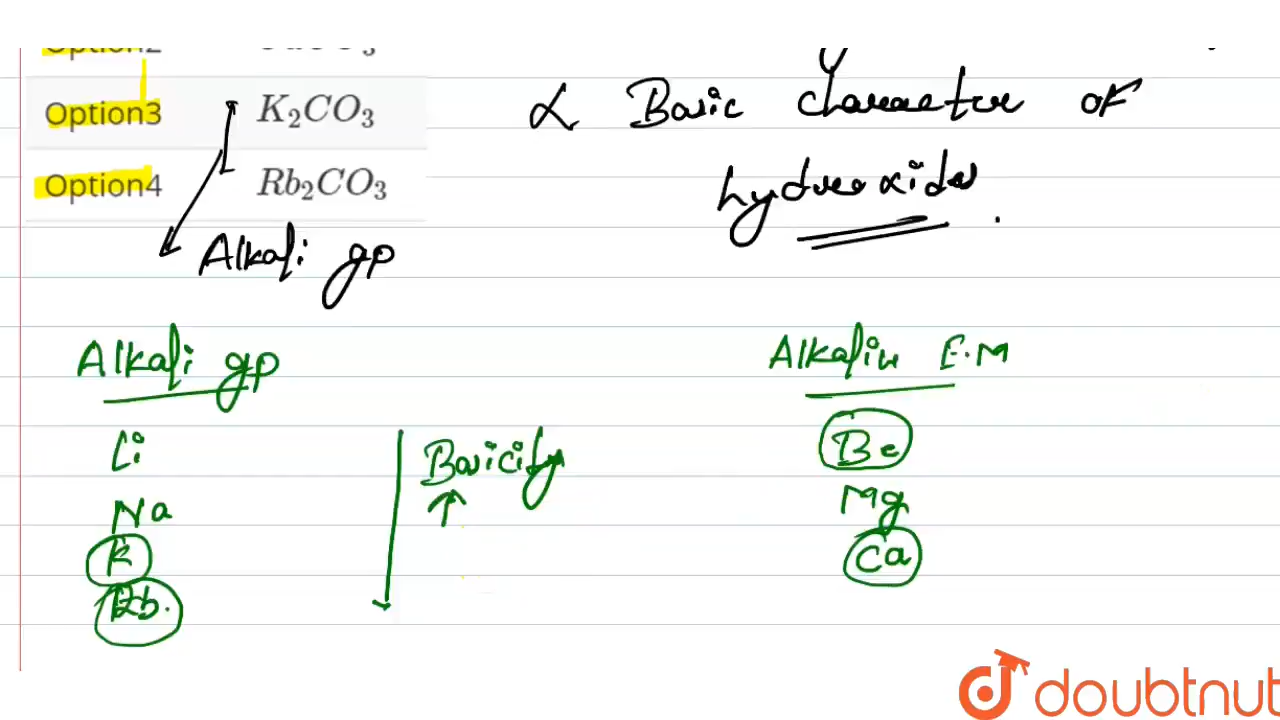 Option3 K₂CO₃
Option4 Rb₂CO₃
α Basic character of
hydroxides
Alkali gp
Alkali gp
Li
Na
K
Rb.
Basicity
↑
Alkalin E.M
Be
Mg
Ca
doubtnut